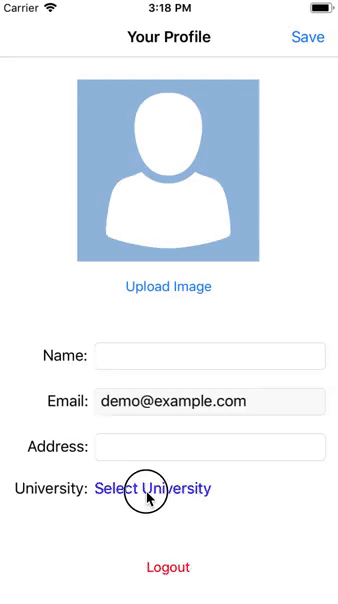 Carrier 3:18 PM
Your Profile Save
Upload Image
Name:
Email: demo@example.com
Address:
University: Select University
Logout